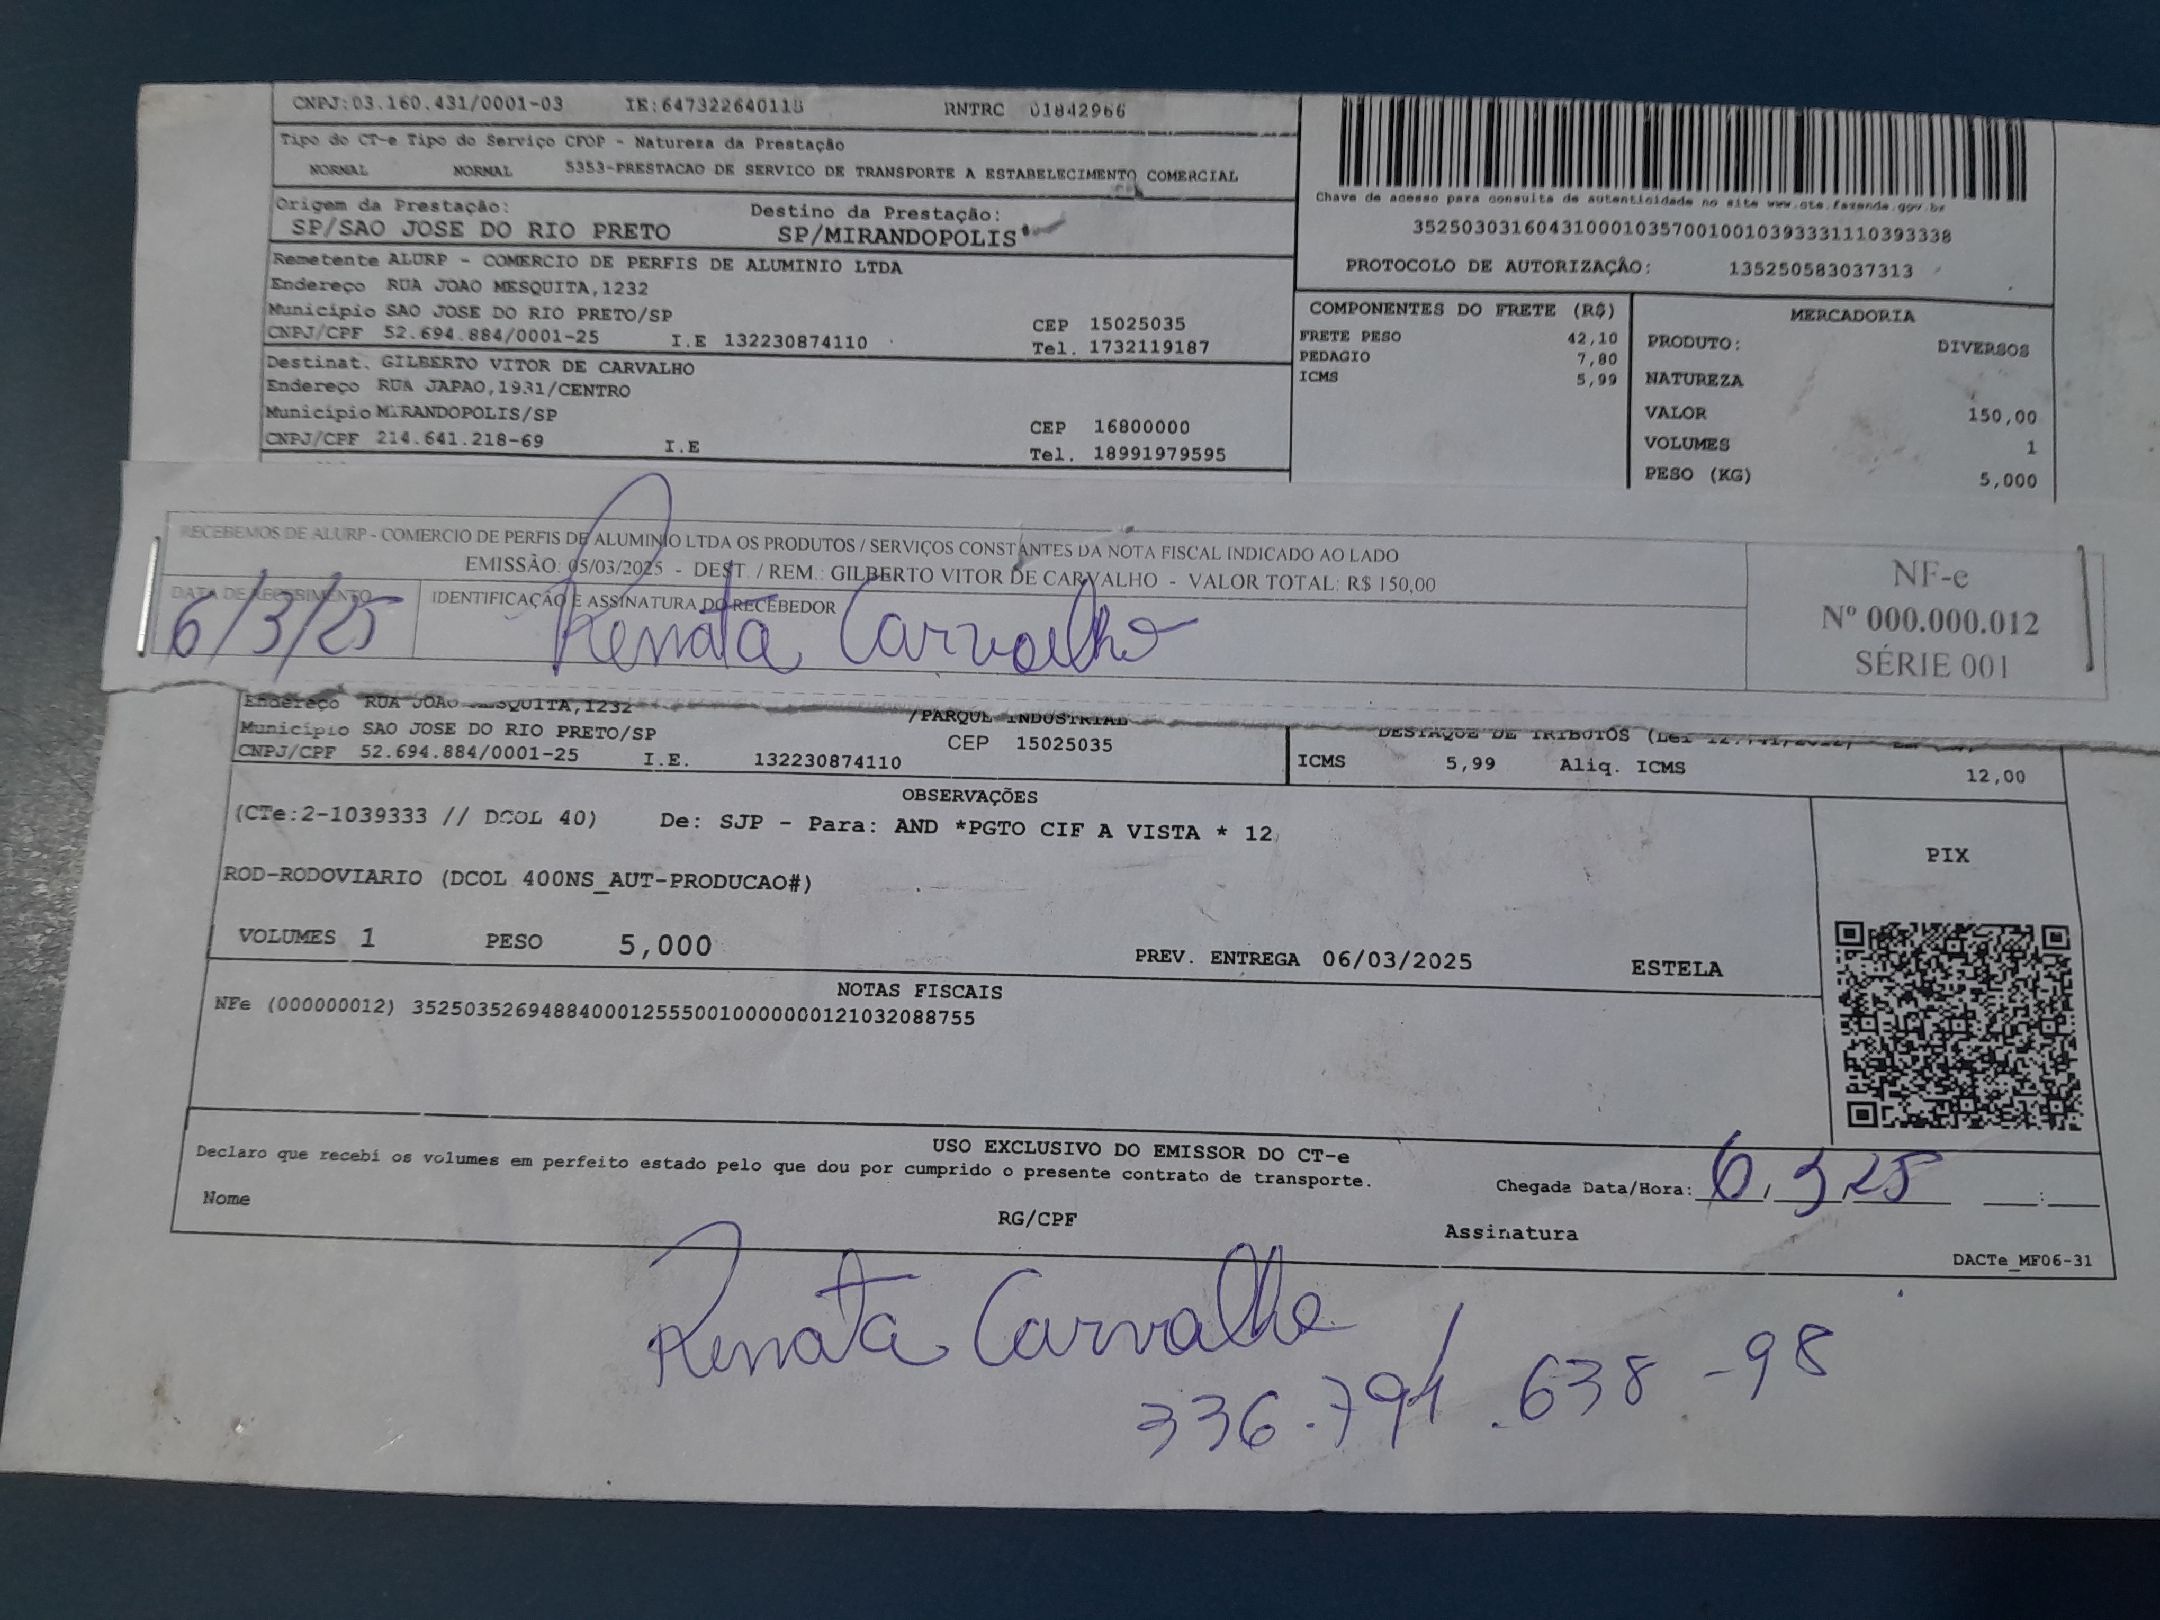 CNPJ:03.160.431/0001-03 IE:647322640118 RNTRC 01842966
Tipo do CT-e Tipo do Serviço CFOP - Natureza da Prestação
NORMAL NORMAL 5353-PRESTACAO DE SERVICO DE TRANSPORTE A ESTABELECIMENTO COMERCIAL
Origem da Prestação: Destino da Prestação:
SP/SAO JOSE DO RIO PRETO SP/MIRANDOPOLIS
Remetente ALURP - COMERCIO DE PERFIS DE ALUMINIO LTDA
Endereço RUA JOAO MESQUITA,1232
Município SAO JOSE DO RIO PRETO/SP CEP 15025035
CNPJ/CPF 52.694.884/0001-25 I.E 132230874110 Tel. 1732119187
Destinat. GILBERTO VITOR DE CARVALHO
Endereço RUA JAPAO,1931/CENTRO
Município MIRANDOPOLIS/SP CEP 16800000
CNPJ/CPF 214.641.218-69 I.E Tel. 18991979595
Chave de acesso para consulta de autenticidade no site www.cte.fazenda.gov.br
35250303160431000103570010010393331110393338
PROTOCOLO DE AUTORIZAÇÃO: 135250583037313
COMPONENTES DO FRETE (R$)
FRETE PESO 42,10
PEDAGIO 7,80
ICMS 5,99
MERCADORIA
PRODUTO: DIVERSOS
NATUREZA
VALOR 150,00
VOLUMES 1
PESO (KG) 5,000
RECEBEMOS DE ALURP - COMERCIO DE PERFIS DE ALUMINIO LTDA OS PRODUTOS / SERVIÇOS CONSTANTES DA NOTA FISCAL INDICADO AO LADO
EMISSÃO: 05/03/2025 - DEST. / REM.: GILBERTO VITOR DE CARVALHO - VALOR TOTAL: R$ 150,00
DATA DE RECEBIMENTO IDENTIFICAÇÃO E ASSINATURA DO RECEBEDOR
6/3/25 Renata Carvalho
NF-e
Nº 000.000.012
SÉRIE 001
Endereço RUA JOAO MESQUITA,1232 /PARQUE INDUSTRIAL
Município SAO JOSE DO RIO PRETO/SP CEP 15025035
CNPJ/CPF 52.694.884/0001-25 I.E. 132230874110
DESTAQUE DE TRIBUTOS
ICMS 5,99 Aliq. ICMS 12,00
OBSERVAÇÕES
(CTe:2-1039333 // DCOL 40) De: SJP - Para: AND *PGTO CIF A VISTA * 12
ROD-RODOVIARIO (DCOL 400NS_AUT-PRODUCAO#)
VOLUMES 1 PESO 5,000 PREV. ENTREGA 06/03/2025 ESTELA
PIX
NOTAS FISCAIS
NFe (000000012) 35250352694884000125550010000000121032088755
USO EXCLUSIVO DO EMISSOR DO CT-e
Declaro que recebi os volumes em perfeito estado pelo que dou por cumprido o presente contrato de transporte.
Chegada Data/Hora: 6, 3, 25 :
Nome RG/CPF Assinatura
DACTe_MF06-31
Renata Carvalho
336.791.638-98